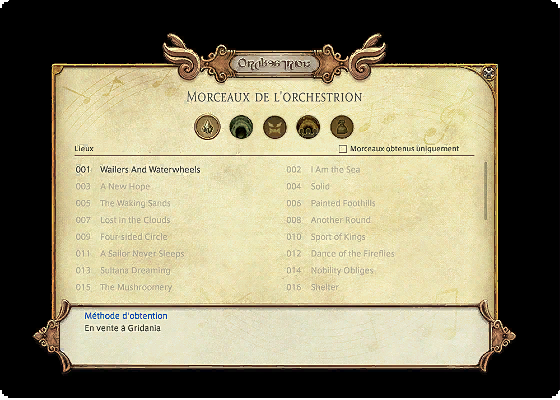 Orchestrion
MORCEAUX DE L'ORCHESTRION
Lieux
Morceaux obtenus uniquement
001 Wailers And Waterwheels
002 I Am the Sea
003 A New Hope
004 Solid
005 The Waking Sands
006 Painted Foothills
007 Lost in the Clouds
008 Another Round
009 Four-sided Circle
010 Sport of Kings
011 A Sailor Never Sleeps
012 Dance of the Fireflies
013 Sultana Dreaming
014 Nobility Obliges
015 The Mushroomery
016 Shelter
Méthode d'obtention
En vente à Gridania